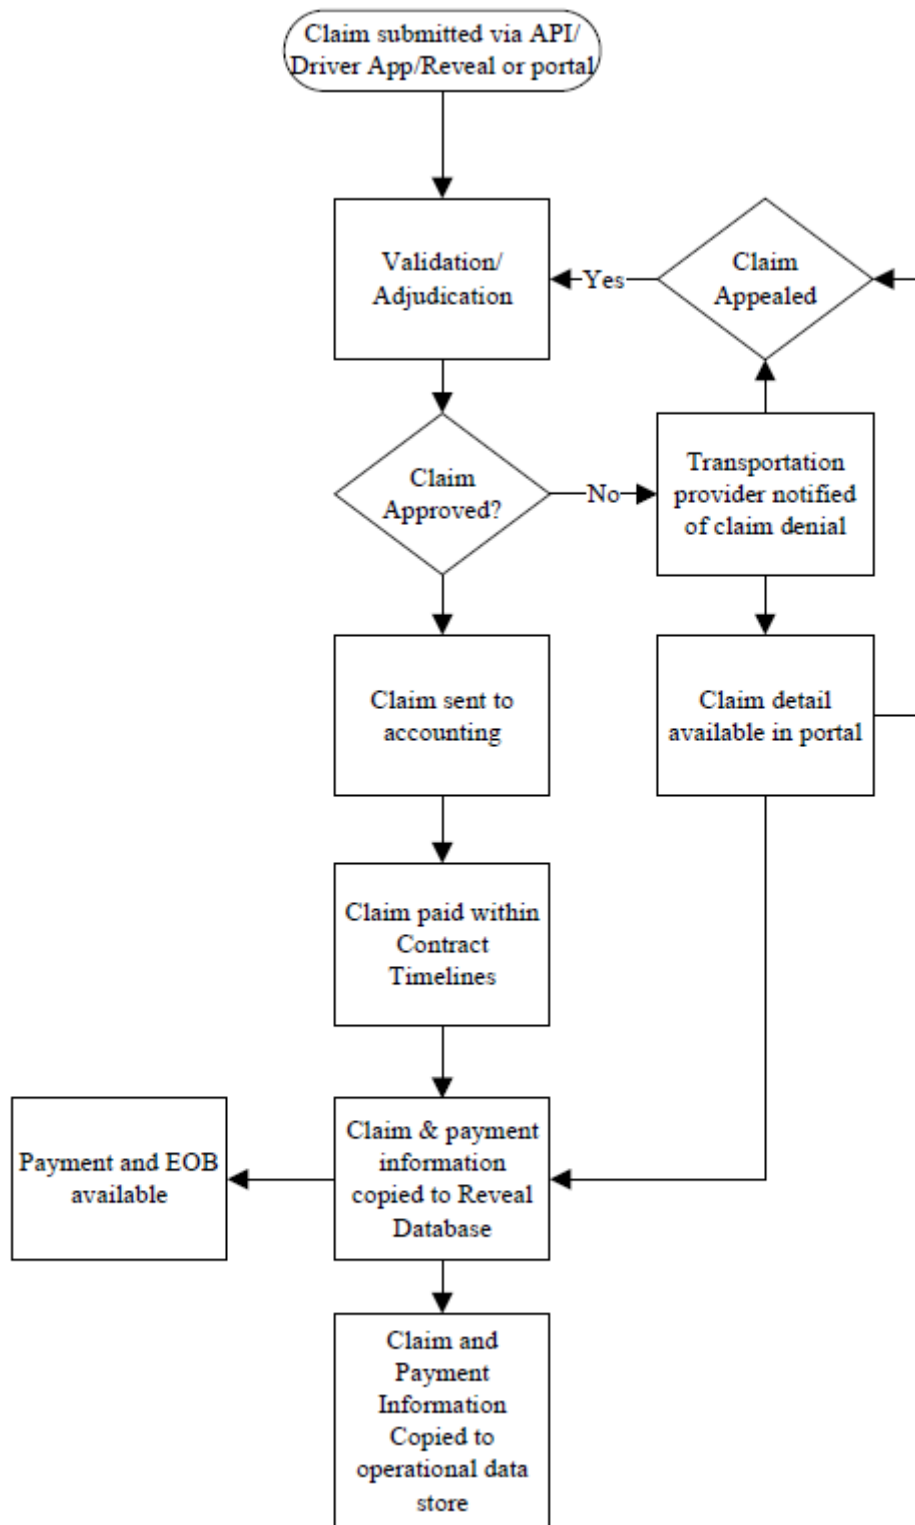 Claim submitted via API/
Driver App/Reveal or portal
Validation/
Adjudication
Yes
Claim
Appealed
Claim
Approved?
No
Transportation
provider notified
of claim denial
Claim sent to
accounting
Claim detail
available in portal
Claim paid within
Contract
Timelines
Payment and EOB
available
Claim & payment
information
copied to Reveal
Database
Claim and
Payment
Information
Copied to
operational data
store